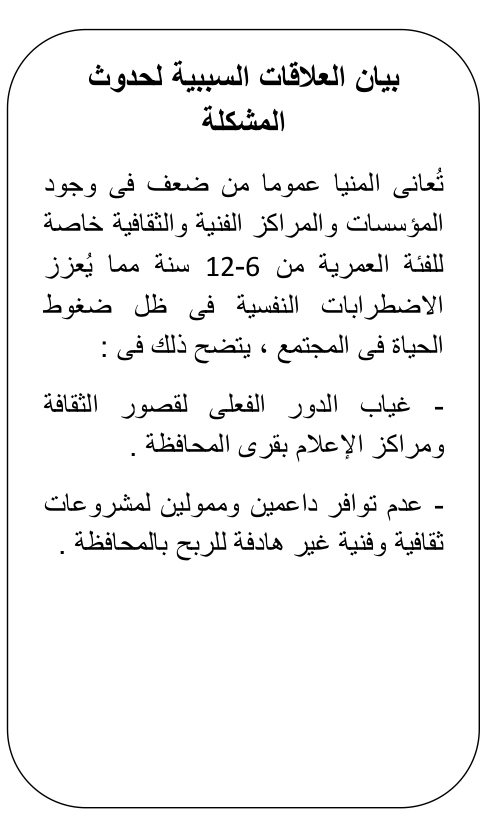 بيان العلاقات السببية لحدوث
المشكلة
تُعانى المنيا عموما من ضعف فى وجود
المؤسسات والمراكز الفنية والثقافية خاصة
للفئة العمرية من 6-12 سنة مما يُعزز
الاضطرابات النفسية فى ظل ضغوط
الحياة فى المجتمع ، يتضح ذلك فى :
- غياب الدور الفعلى لقصور الثقافة
ومراكز الإعلام بقرى المحافظة .
- عدم توافر داعمين وممولين لمشروعات
ثقافية وفنية غير هادفة للربح بالمحافظة .